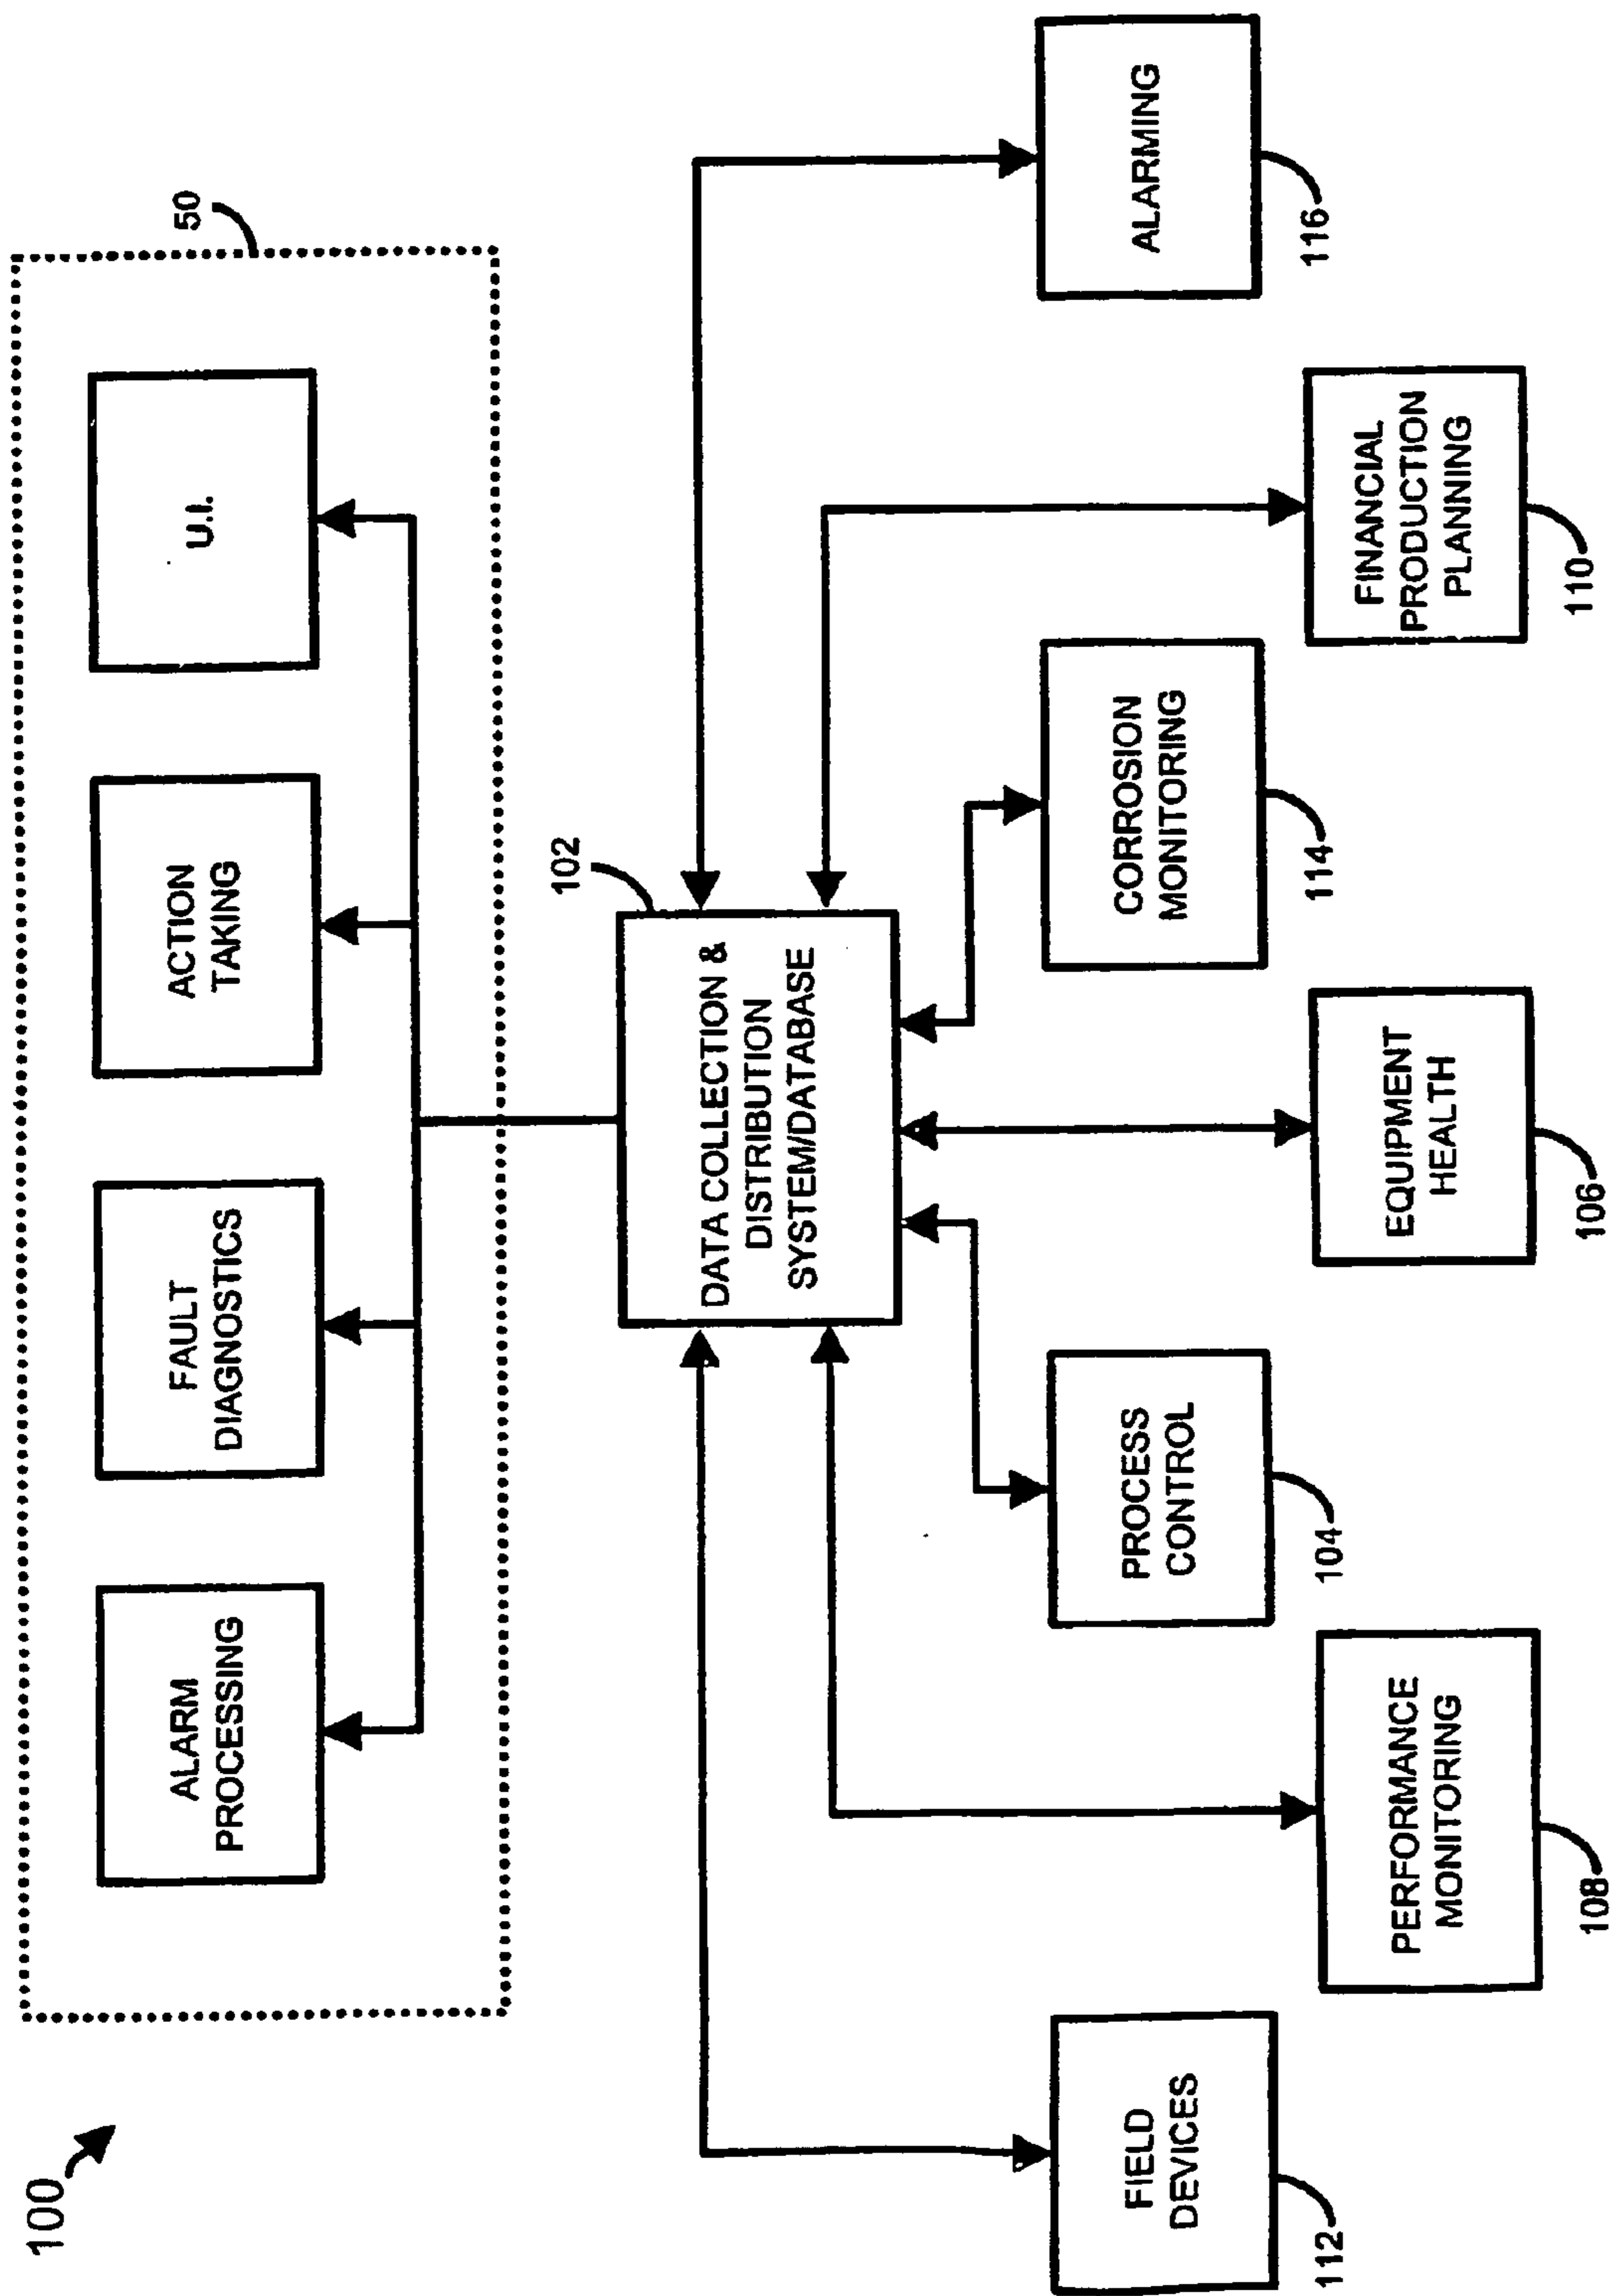 100
50
ALARM
PROCESSING
FAULT
DIAGNOSTICS
ACTION
TAKING
U.I.
102
DATA COLLECTION &
DISTRIBUTION
SYSTEM/DATABASE
FIELD
DEVICES
112
PERFORMANCE
MONITORING
108
PROCESS
CONTROL
104
EQUIPMENT
HEALTH
106
CORROSION
MONITORING
114
FINANCIAL
PRODUCTION
PLANNING
110
ALARMING
116